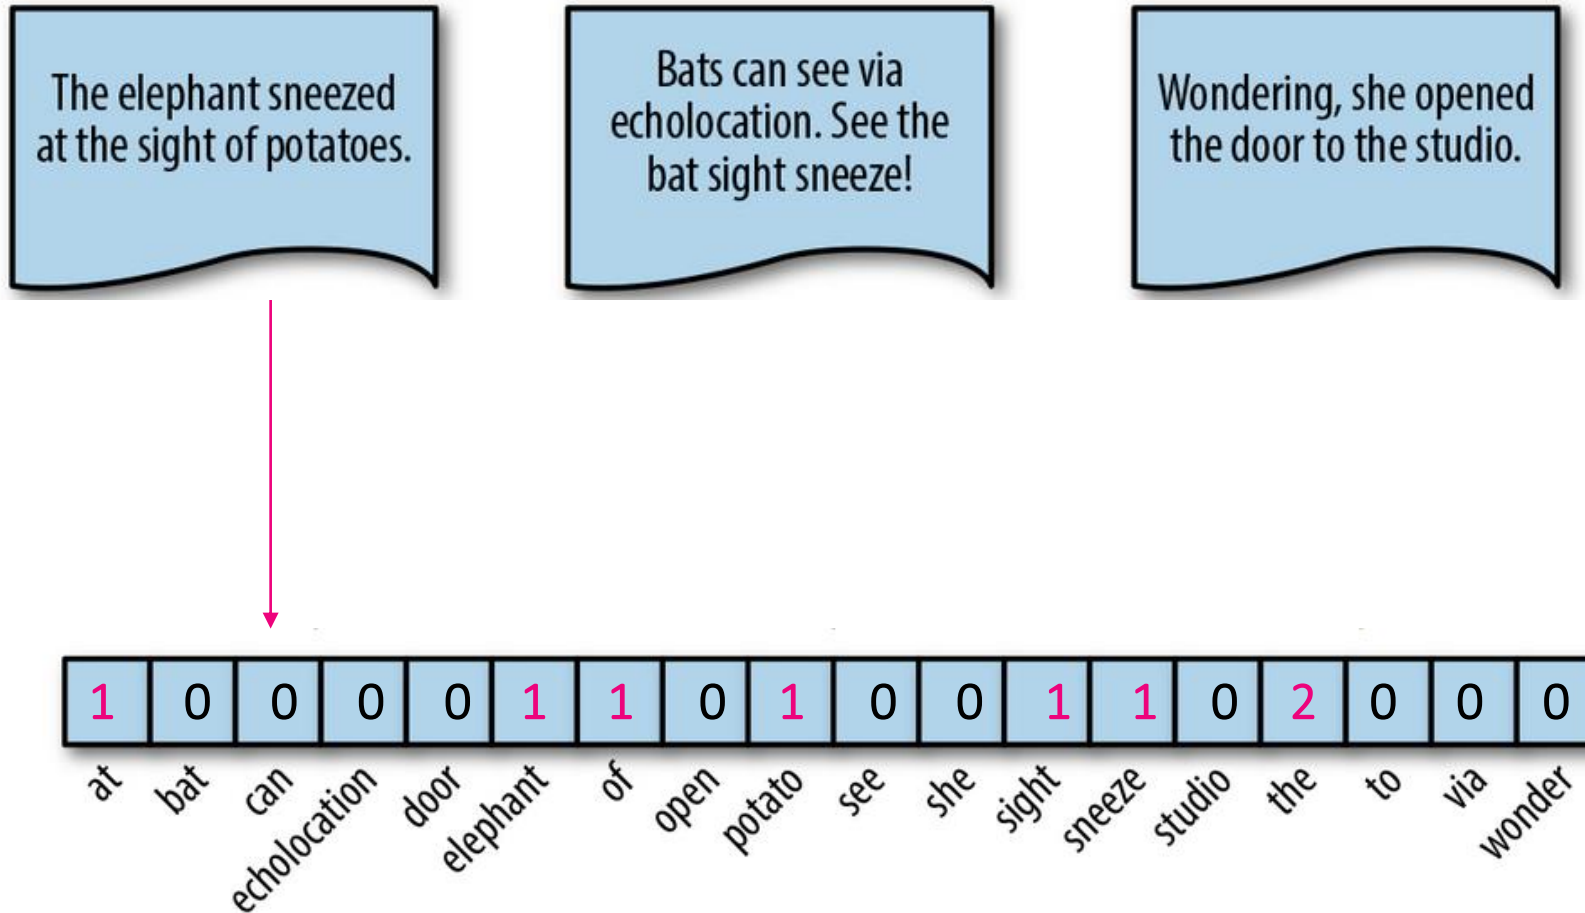 The elephant sneezed
at the sight of potatoes.
Bats can see via
echolocation. See the
bat sight sneeze!
Wondering, she opened
the door to the studio.
1 0 0 0 0 1 1 0 1 0 0 1 1 0 2 0 0 0
at bat can echolocation door elephant of open potato see she sight sneeze studio the to via wonder